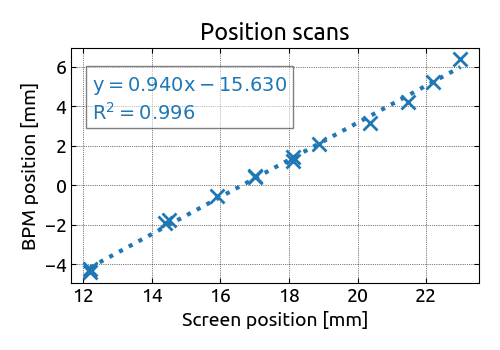 Position scans
y = 0.940x − 15.630
R² = 0.996
BPM position [mm]
6
4
2
0
−2
−4
12 14 16 18 20 22
Screen position [mm]